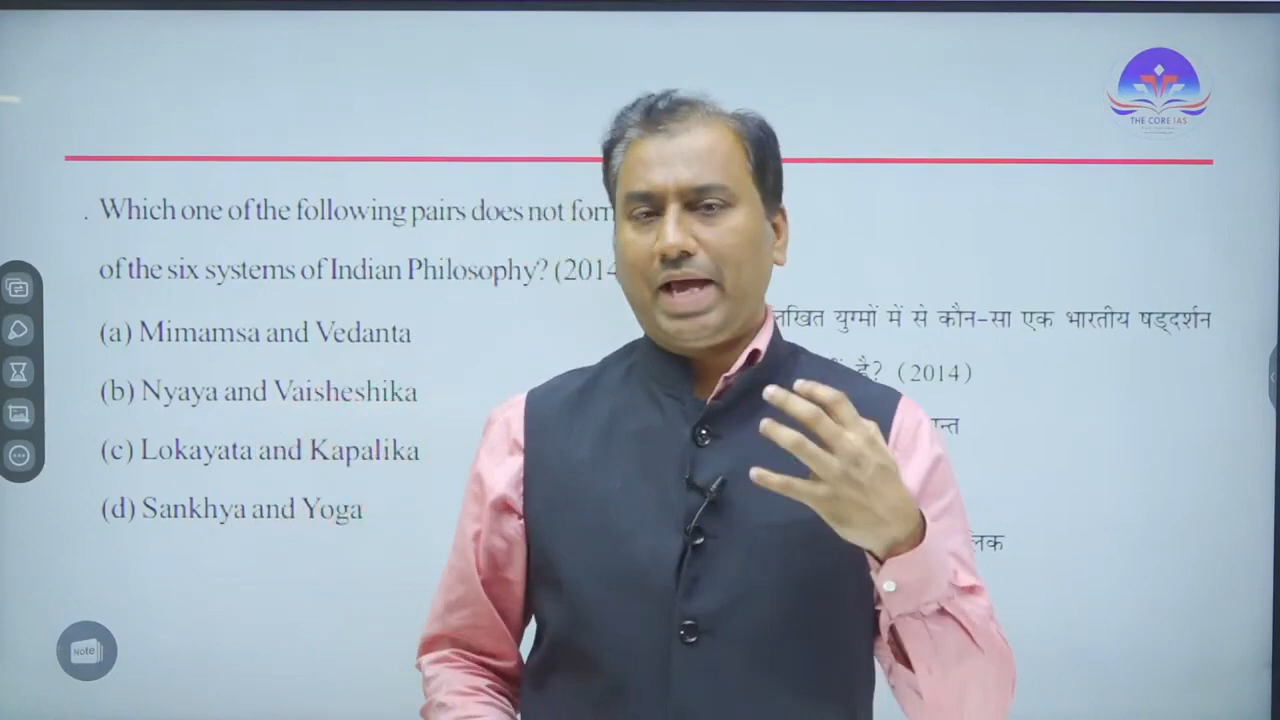 THE CORE IAS
. Which one of the following pairs does not form
of the six systems of Indian Philosophy? (2014
(a) Mimamsa and Vedanta
(b) Nyaya and Vaisheshika
(c) Lokayata and Kapalika
(d) Sankhya and Yoga
युग्मों में से कौन-सा एक भारतीय षड्दर्शन
है? (2014)
Note